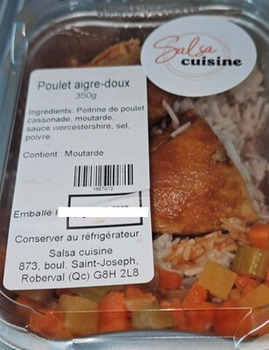 Salsa
cuisine
Poulet aigre-doux
350g
Ingrédients: Poitrine de poulet
cassonade, moutarde,
sauce worcestershire, sel,
poivre.
Contient : Moutarde
1907012
Emballé
Conserver au réfrigérateur.
Salsa cuisine
873, boul. Saint-Joseph,
Roberval (Qc) G8H 2L8